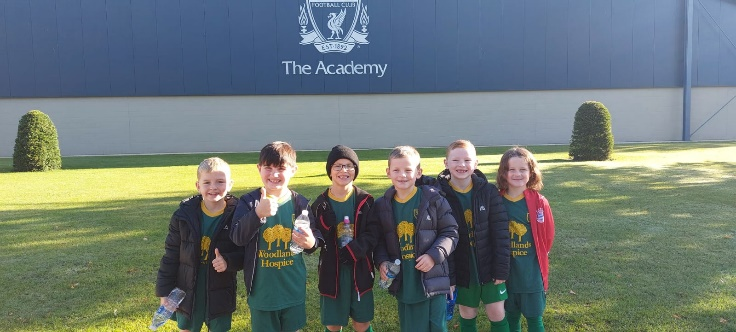 FOOTBALL CLUB
EST·1892
The Academy
Woodlands
Hospice